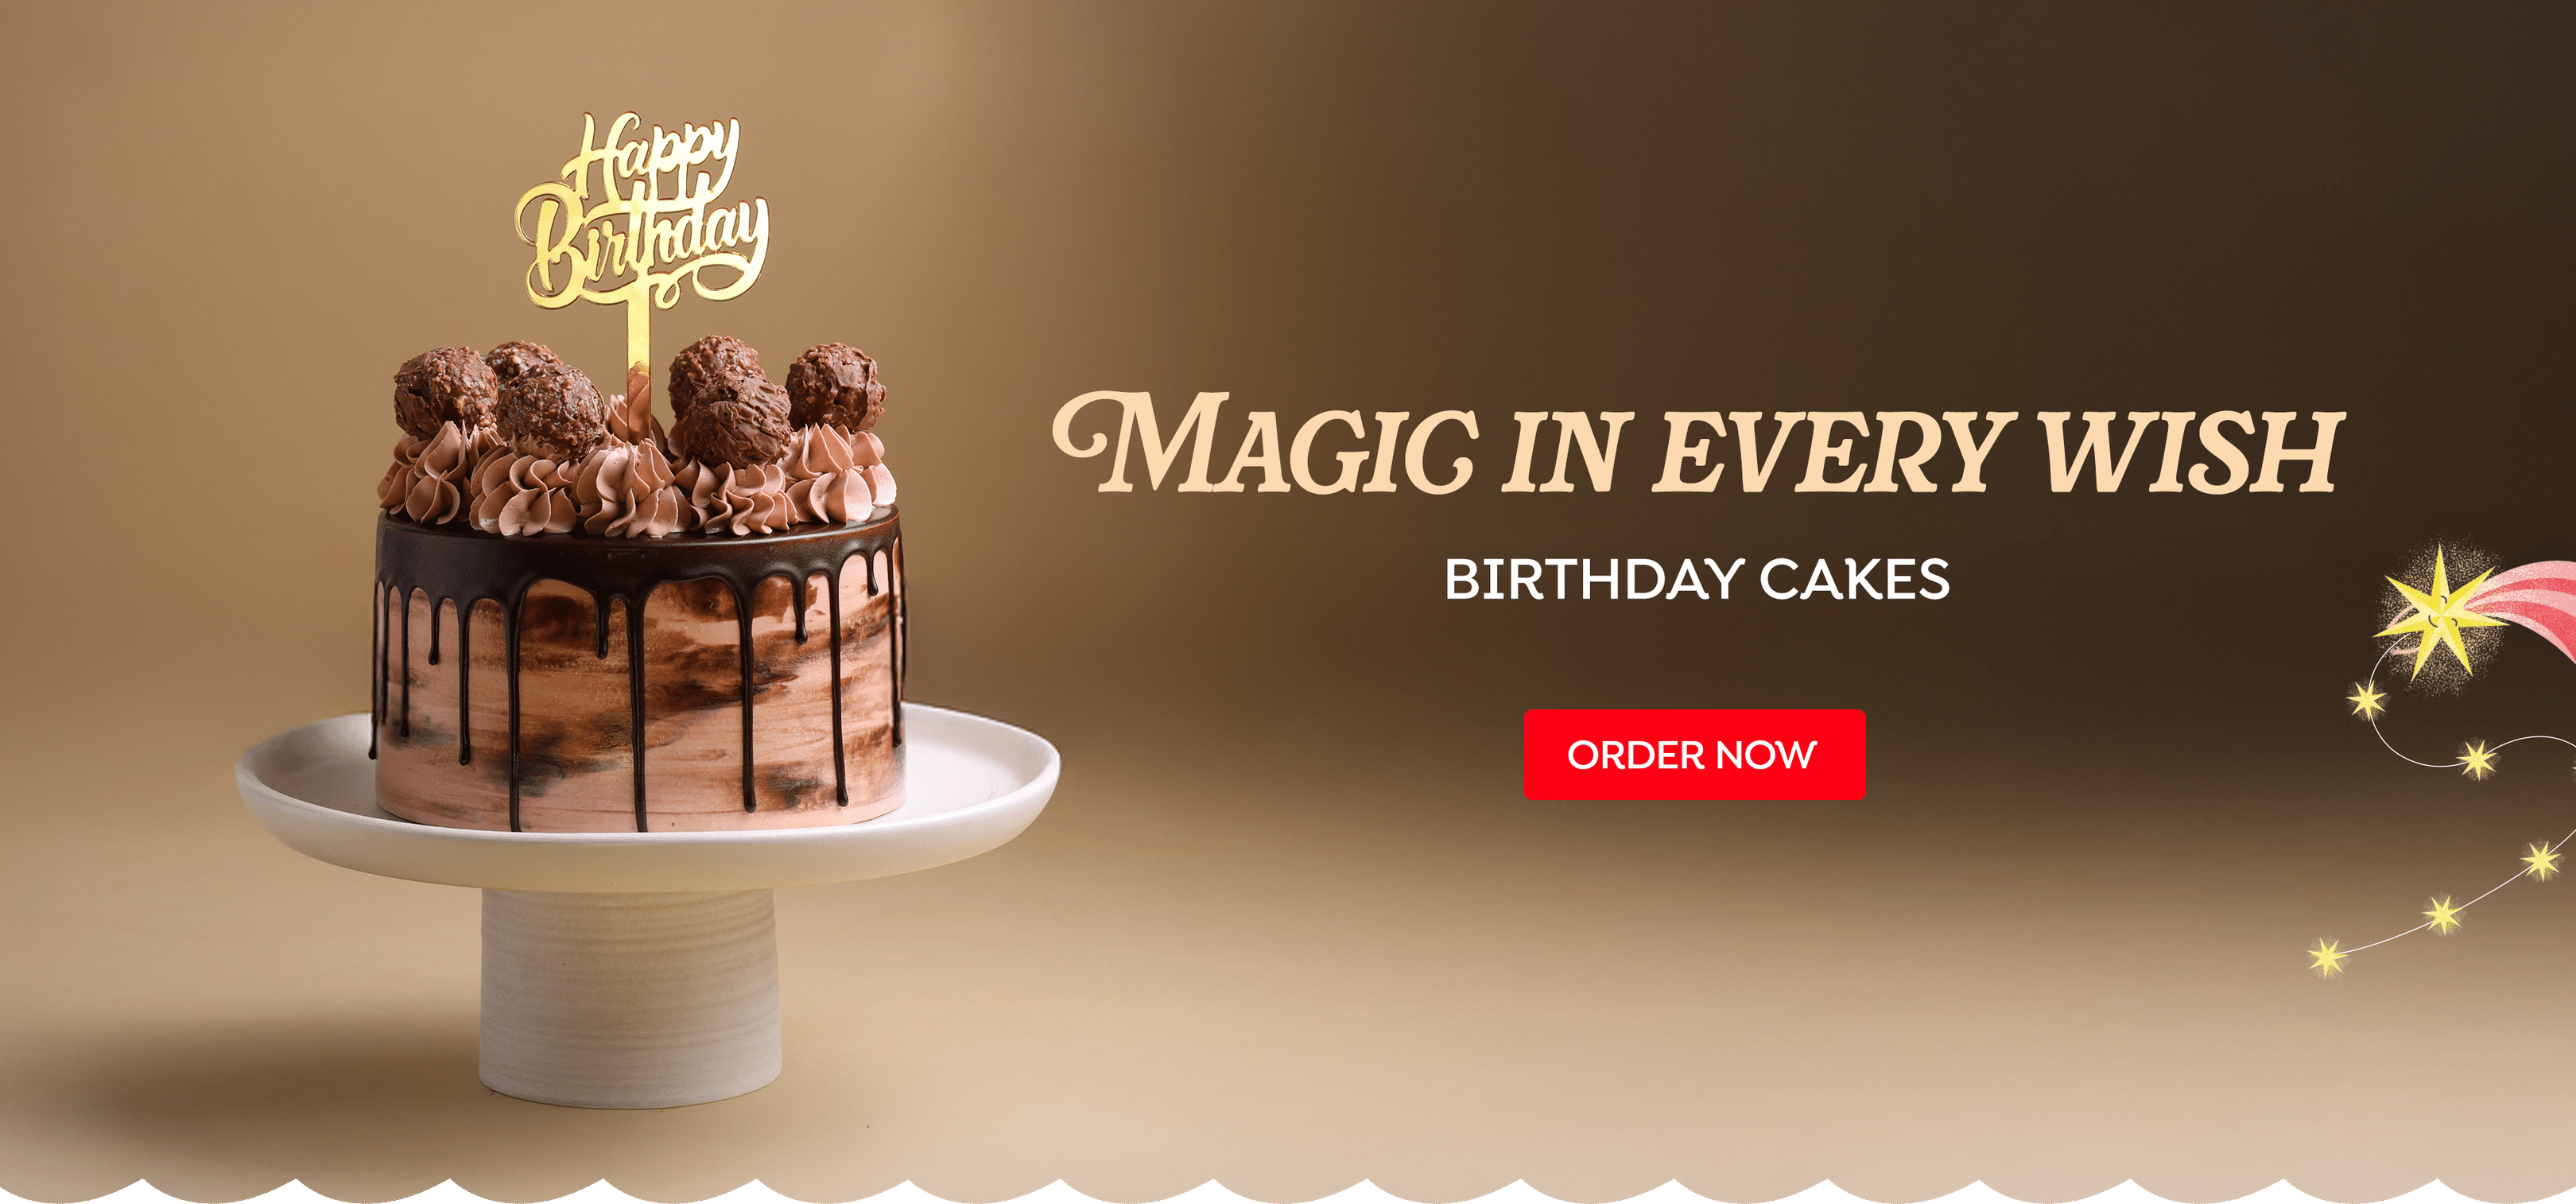 Happy
Birthday
MAGIC IN EVERY WISH
BIRTHDAY CAKES
ORDER NOW